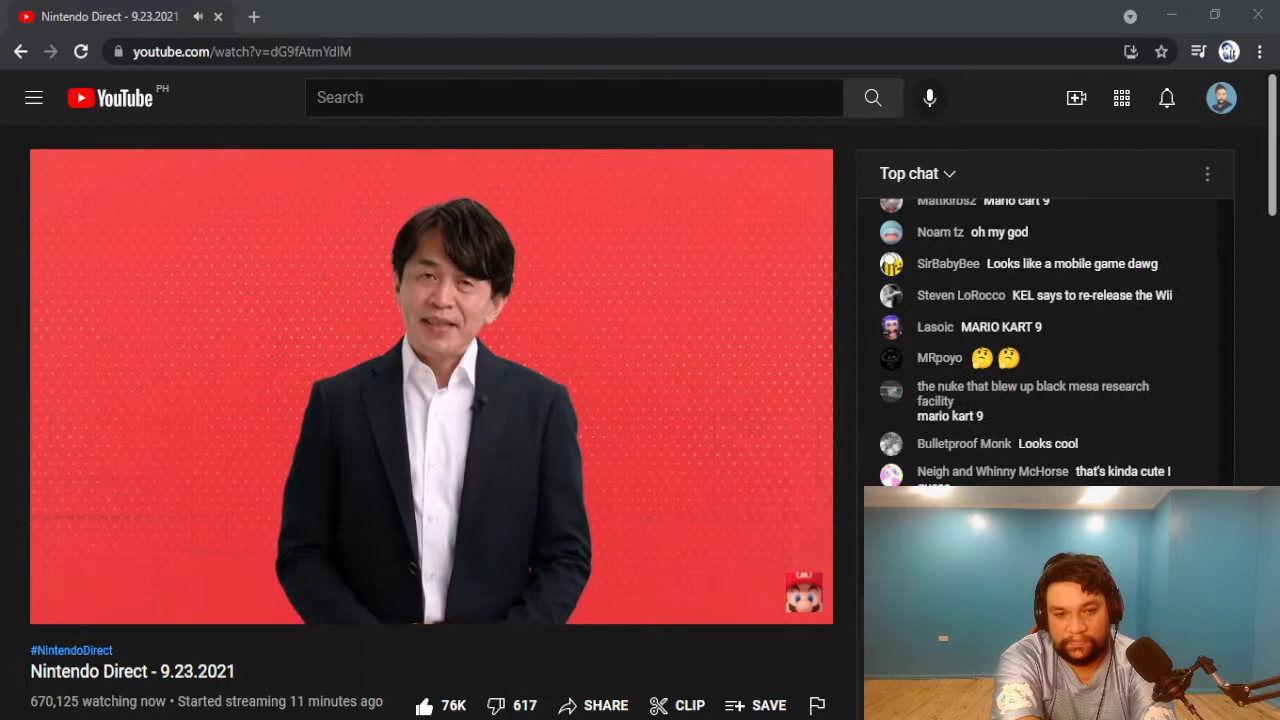 Nintendo Direct - 9.23.2021
youtube.com/watch?v=dG9fAtmYdlM
YouTube PH
Search
Top chat
Matikirosz Mario cart 9
Noam tz oh my god
SirBabyBee Looks like a mobile game dawg
Steven LoRocco KEL says to re-release the Wii
Lasoic MARIO KART 9
MRpoyo 🤔 🤔
the nuke that blew up black mesa research
facility
mario kart 9
Bulletproof Monk Looks cool
Neigh and Whinny McHorse that's kinda cute I
#NintendoDirect
Nintendo Direct - 9.23.2021
670,125 watching now • Started streaming 11 minutes ago
76K
617
SHARE
CLIP
SAVE